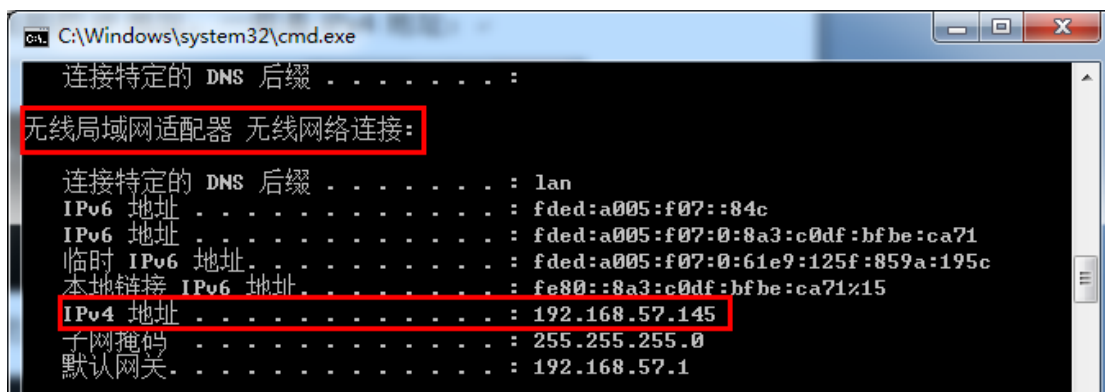 C:\Windows\system32\cmd.exe
连接特定的 DNS 后缀 . . . . . . . :
无线局域网适配器 无线网络连接:
连接特定的 DNS 后缀 . . . . . . . : lan
IPv6 地址 . . . . . . . . . . . . : fded:a005:f07::84c
IPv6 地址 . . . . . . . . . . . . : fded:a005:f07:0:8a3:c0df:bfbe:ca71
临时 IPv6 地址. . . . . . . . . . : fded:a005:f07:0:61e9:125f:859a:195c
本地链接 IPv6 地址. . . . . . . . : fe80::8a3:c0df:bfbe:ca71%15
IPv4 地址 . . . . . . . . . . . . : 192.168.57.145
子网掩码 . . . . . . . . . . . . : 255.255.255.0
默认网关. . . . . . . . . . . . . : 192.168.57.1